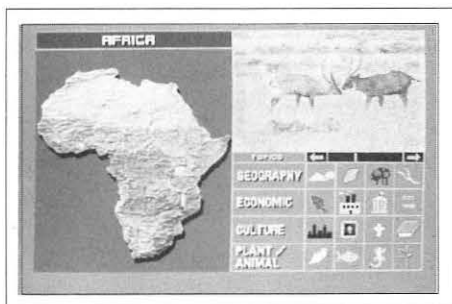 AFRICA
TOPICS
GEOGRAPHY
ECONOMIC
CULTURE
PLANT /
ANIMAL